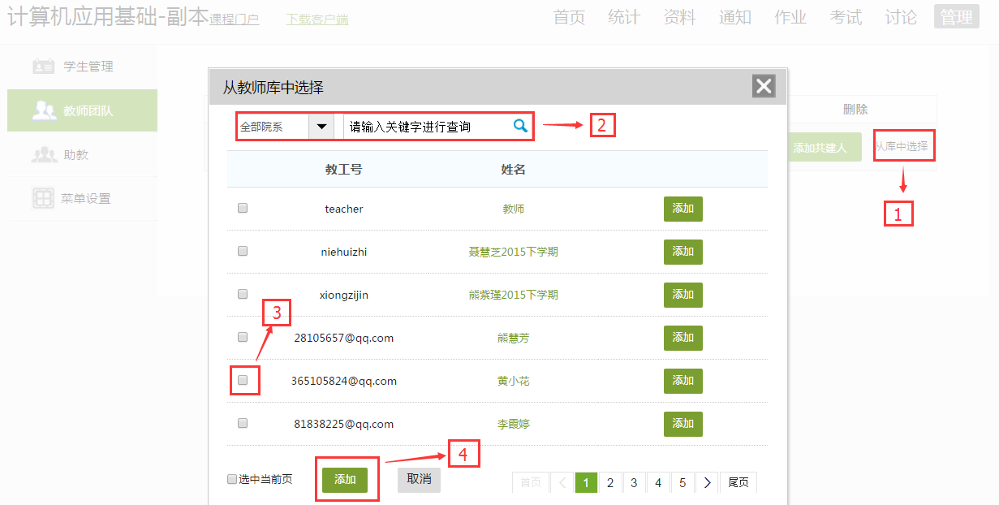 计算机应用基础-副本 课程门户 下载客户端 首页 统计 资料 通知 作业 考试 讨论 管理
学生管理
教师团队
助教
菜单设置
删除
添加共建人 从库中选择
1
从教师库中选择
全部院系 请输入关键字进行查询 2
教工号 姓名
teacher 教师 添加
niehuizhi 聂慧芝2015下学期 添加
xiongzijin 熊紫瑾2015下学期 添加
3
28105657@qq.com 熊慧芳 添加
365105824@qq.com 黄小花 添加
81838225@qq.com 李霞婷 添加
4
选中当前页 添加 取消 首页 < 1 2 3 4 5 > 尾页